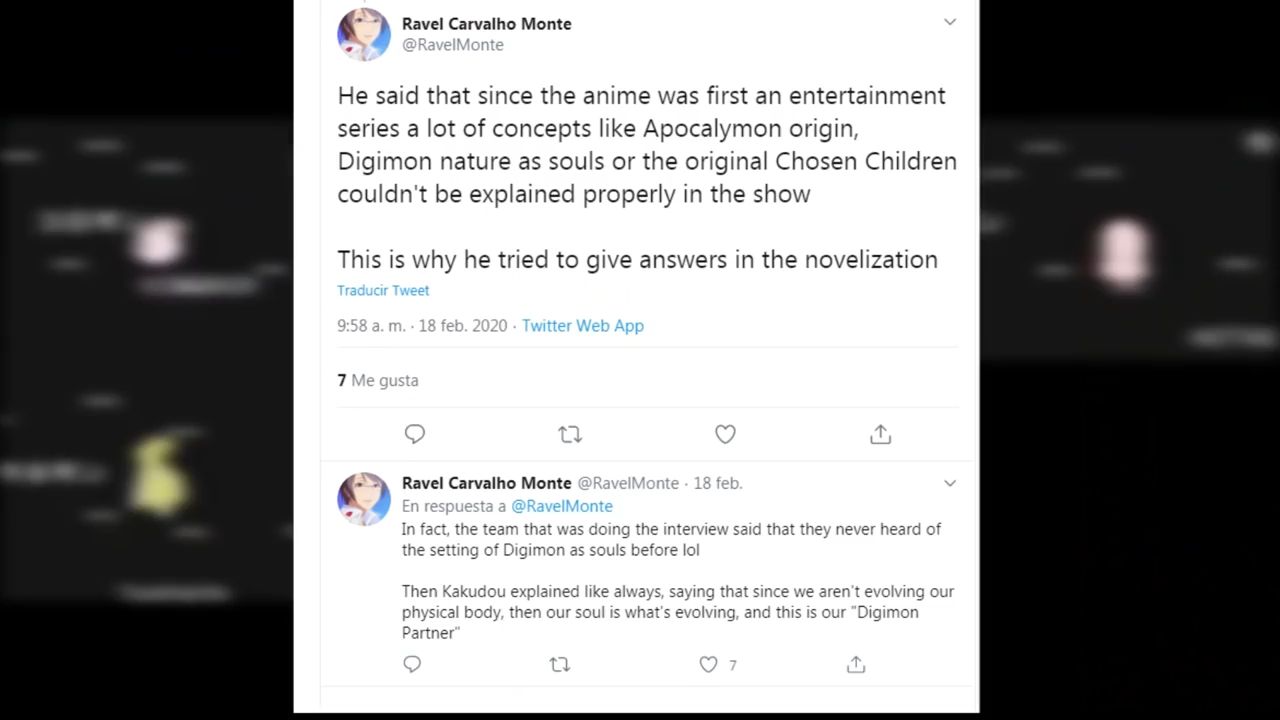 Ravel Carvalho Monte
@RavelMonte
He said that since the anime was first an entertainment
series a lot of concepts like Apocalymon origin,
Digimon nature as souls or the original Chosen Children
couldn't be explained properly in the show
This is why he tried to give answers in the novelization
Traducir Tweet
9:58 a. m. · 18 feb. 2020 · Twitter Web App
7 Me gusta
Ravel Carvalho Monte @RavelMonte · 18 feb.
En respuesta a @RavelMonte
In fact, the team that was doing the interview said that they never heard of
the setting of Digimon as souls before lol
Then Kakudou explained like always, saying that since we aren't evolving our
physical body, then our soul is what's evolving, and this is our "Digimon
Partner"
7